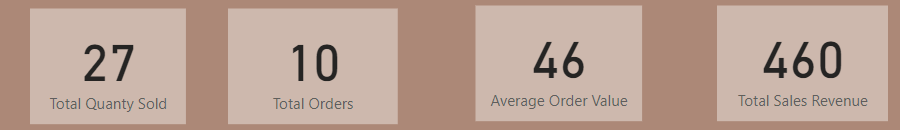 27
Total Quanty Sold
10
Total Orders
46
Average Order Value
460
Total Sales Revenue